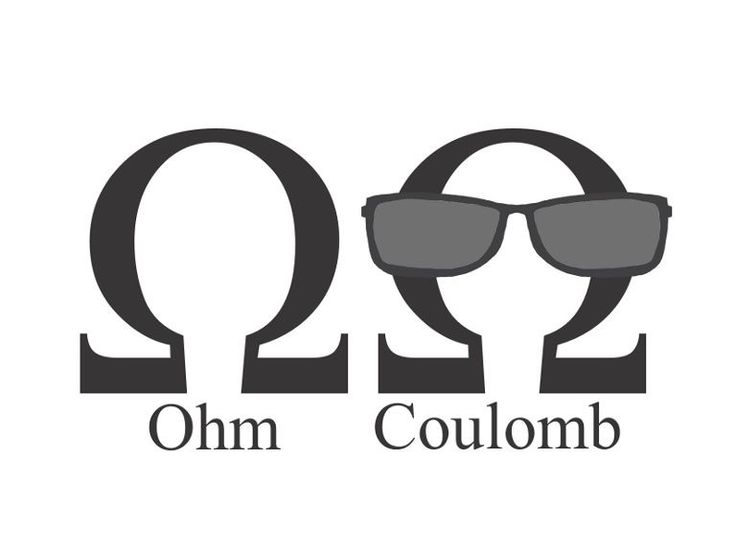 Ω Ω
Ohm Coulomb